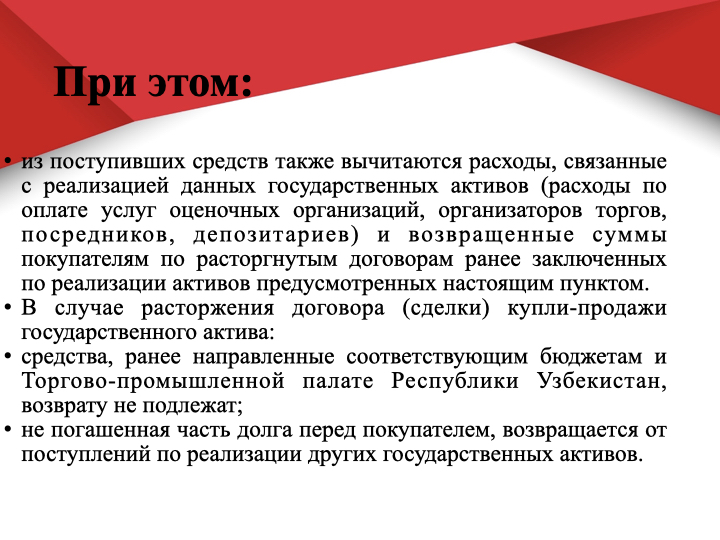 При этом:
• из поступивших средств также вычитаются расходы, связанные
с реализацией данных государственных активов (расходы по
оплате услуг оценочных организаций, организаторов торгов,
посредников, депозитариев) и возвращенные суммы
покупателям по расторгнутым договорам ранее заключенных
по реализации активов предусмотренных настоящим пунктом.
• В случае расторжения договора (сделки) купли-продажи
государственного актива:
• средства, ранее направленные соответствующим бюджетам и
Торгово-промышленной палате Республики Узбекистан,
возврату не подлежат;
• не погашенная часть долга перед покупателем, возвращается от
поступлений по реализации других государственных активов.